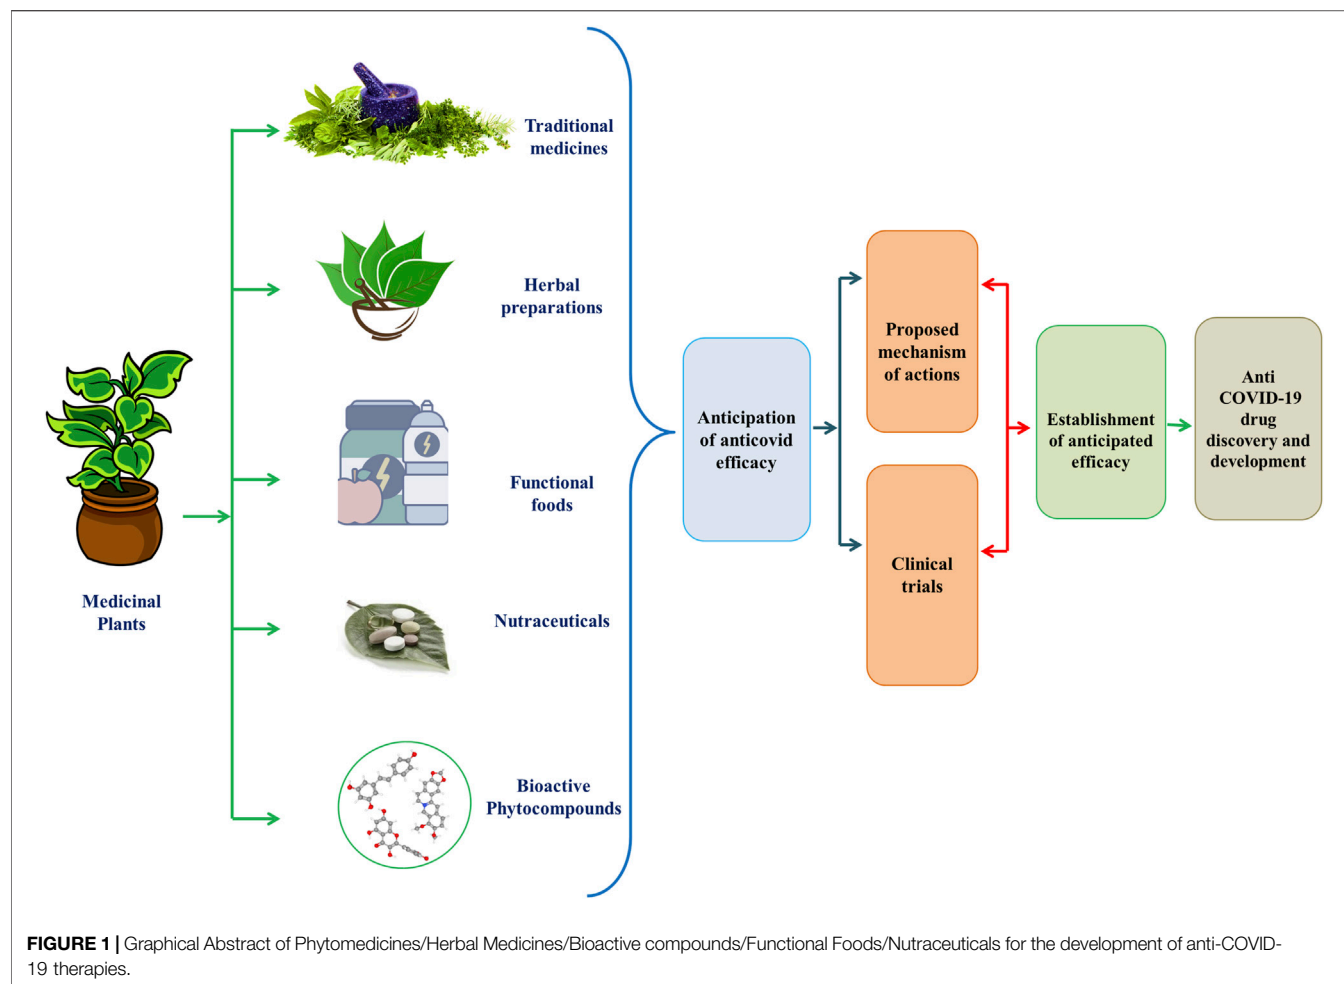 Traditional
medicines
Herbal
preparations
Functional
foods
Nutraceuticals
Bioactive
Phytocompounds
Medicinal
Plants
Anticipation
of anticovid
efficacy
Proposed
mechanism
of actions
Clinical
trials
Establishment
of anticipated
efficacy
Anti
COVID-19
drug
discovery and
development
FIGURE 1 | Graphical Abstract of Phytomedicines/Herbal Medicines/Bioactive compounds/Functional Foods/Nutraceuticals for the development of anti-COVID-
19 therapies.